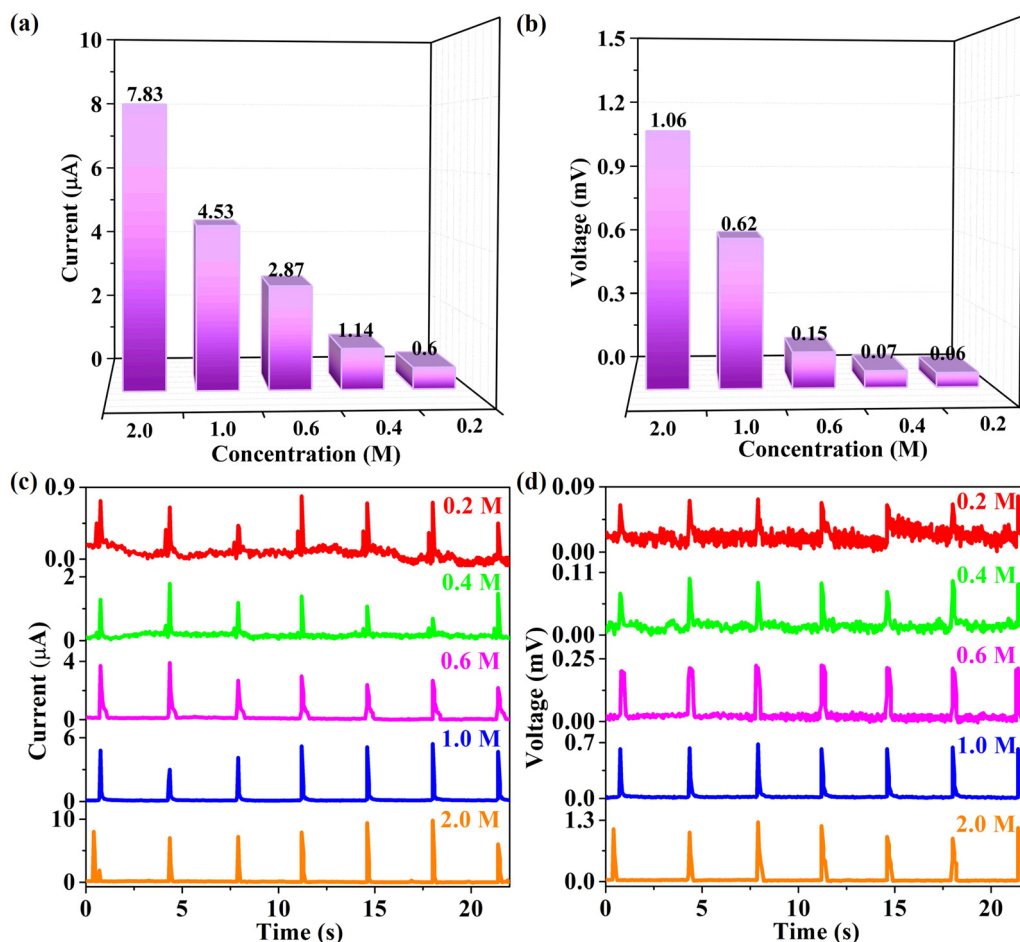 (a)
10
8
6
4
2
0
Current (μA)
7.83
4.53
2.87
1.14
0.6
2.0
1.0
0.6
0.4
0.2
Concentration (M)
(b)
1.5
1.2
0.9
0.6
0.3
0.0
Voltage (mV)
1.06
0.62
0.15
0.07
0.06
2.0
1.0
0.6
0.4
0.2
Concentration (M)
(c)
0.9
0.0
2
0
4
0
6
0
10
0
Current (μA)
0.2 M
0.4 M
0.6 M
1.0 M
2.0 M
0
5
10
15
20
Time (s)
(d)
0.09
0.00
0.11
0.00
0.25
0.00
0.7
0.0
1.3
0.0
Voltage (mV)
0.2 M
0.4 M
0.6 M
1.0 M
2.0 M
0
5
10
15
20
Time (s)